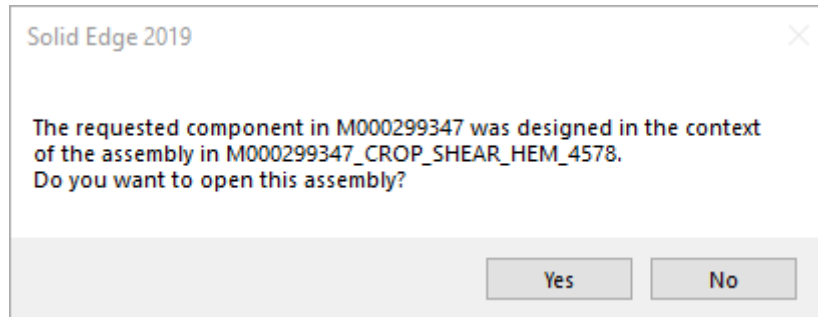 Solid Edge 2019
The requested component in M000299347 was designed in the context
of the assembly in M000299347_CROP_SHEAR_HEM_4578.
Do you want to open this assembly?
Yes No